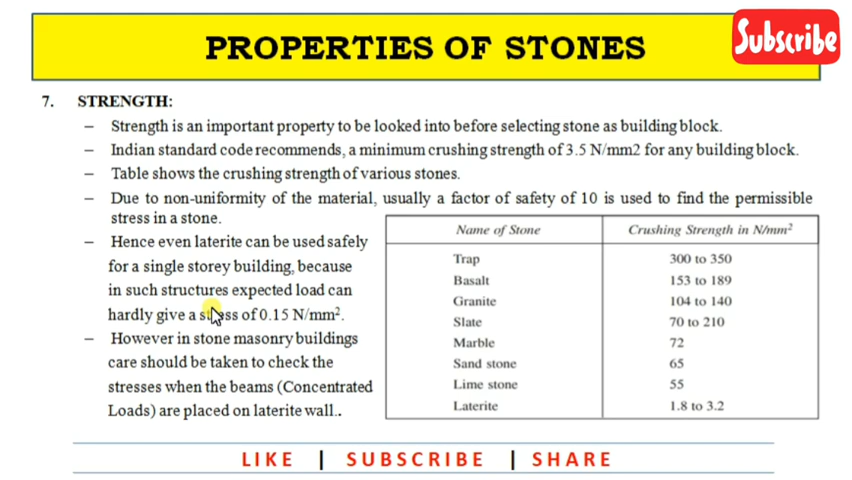 PROPERTIES OF STONES
Subscribe
7. STRENGTH:
– Strength is an important property to be looked into before selecting stone as building block.
– Indian standard code recommends, a minimum crushing strength of 3.5 N/mm2 for any building block.
– Table shows the crushing strength of various stones.
– Due to non-uniformity of the material, usually a factor of safety of 10 is used to find the permissible
stress in a stone.
– Hence even laterite can be used safely
for a single storey building, because
in such structures expected load can
hardly give a stress of 0.15 N/mm².
– However in stone masonry buildings
care should be taken to check the
stresses when the beams (Concentrated
Loads) are placed on laterite wall..
Name of Stone Crushing Strength in N/mm²
Trap 300 to 350
Basalt 153 to 189
Granite 104 to 140
Slate 70 to 210
Marble 72
Sand stone 65
Lime stone 55
Laterite 1.8 to 3.2
LIKE | SUBSCRIBE | SHARE